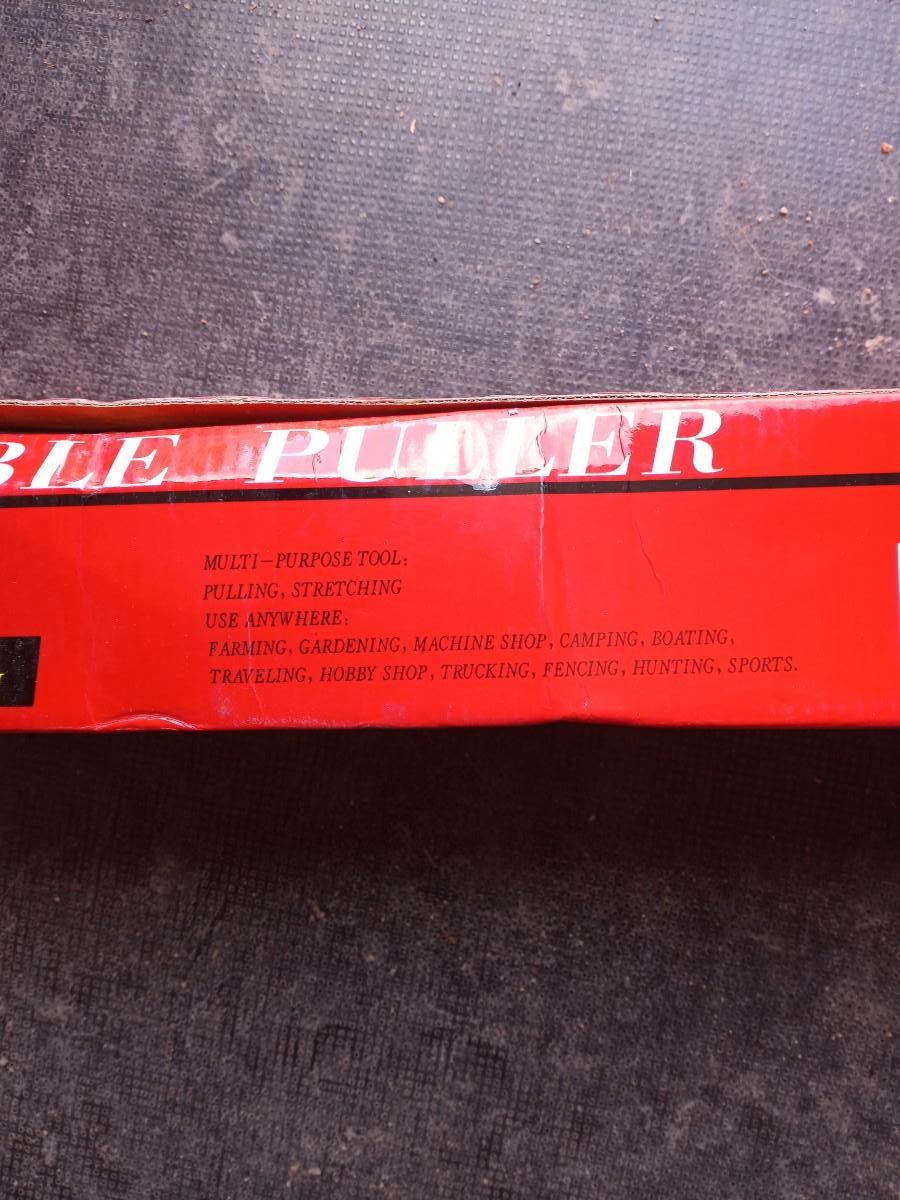 BLE PULLER
MULTI-PURPOSE TOOL:
PULLING, STRETCHING
USE ANYWHERE:
FARMING, GARDENING, MACHINE SHOP, CAMPING, BOATING,
TRAVELING, HOBBY SHOP, TRUCKING, FENCING, HUNTING, SPORTS.